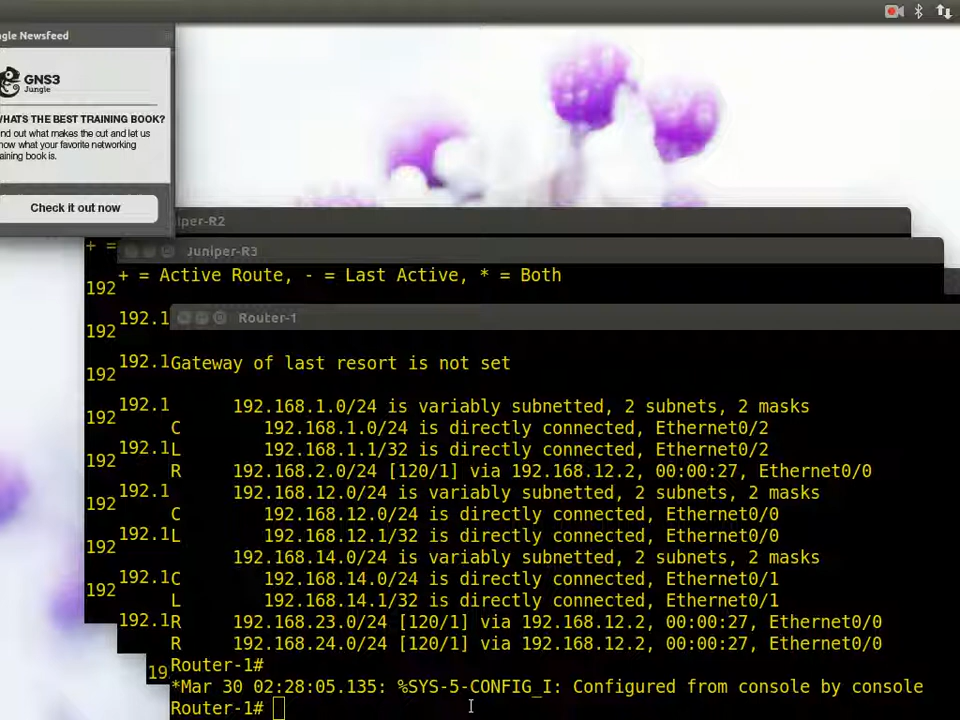 gle Newsfeed
GNS3
Jungle
WHATS THE BEST TRAINING BOOK?
nd out what makes the cut and let us
now what your favorite networking
aining book is.
Check it out now
iper-R2
+ =
Juniper-R3
+ = Active Route, - = Last Active, * = Both
192
192.1
192
192.1
192
192.1
192
192.1
192
192.1
192
192.1
192
192.1
192
192.1
19
Router-1
Gateway of last resort is not set
192.168.1.0/24 is variably subnetted, 2 subnets, 2 masks
C 192.168.1.0/24 is directly connected, Ethernet0/2
L 192.168.1.1/32 is directly connected, Ethernet0/2
R 192.168.2.0/24 [120/1] via 192.168.12.2, 00:00:27, Ethernet0/0
192.168.12.0/24 is variably subnetted, 2 subnets, 2 masks
C 192.168.12.0/24 is directly connected, Ethernet0/0
L 192.168.12.1/32 is directly connected, Ethernet0/0
192.168.14.0/24 is variably subnetted, 2 subnets, 2 masks
C 192.168.14.0/24 is directly connected, Ethernet0/1
L 192.168.14.1/32 is directly connected, Ethernet0/1
R 192.168.23.0/24 [120/1] via 192.168.12.2, 00:00:27, Ethernet0/0
R 192.168.24.0/24 [120/1] via 192.168.12.2, 00:00:27, Ethernet0/0
Router-1#
*Mar 30 02:28:05.135: %SYS-5-CONFIG_I: Configured from console by console
Router-1#